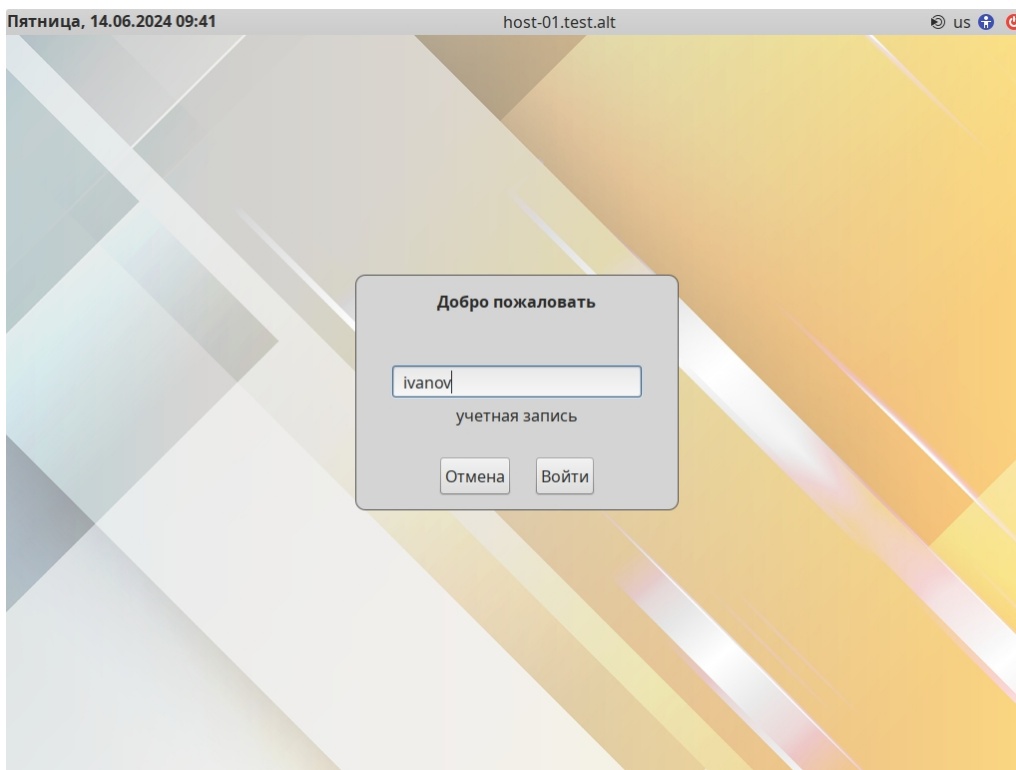 Пятница, 14.06.2024 09:41 host-01.test.alt us
Добро пожаловать
ivanov
учетная запись
Отмена Войти